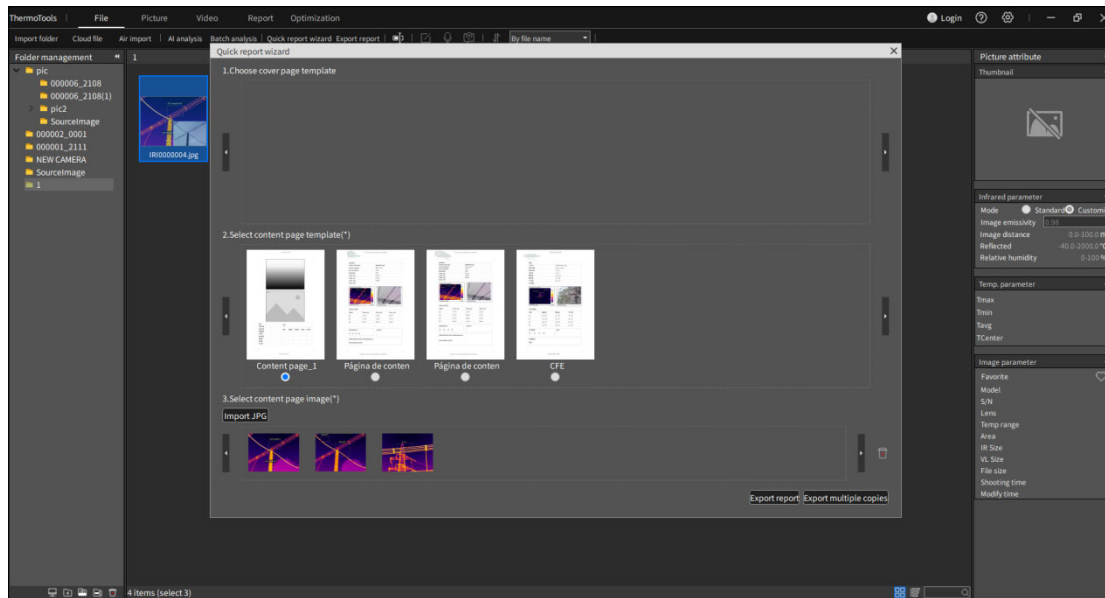 ThermoTools File Picture Video Report Optimization Login
Import folder Cloud file Air import AI analysis Batch analysis Quick report wizard Export report By file name
Folder management
pic
000006_2108
000006_2108(1)
pic2
SourceImage
000002_0001
000001_2111
NEW CAMERA
SourceImage
1
1
IRI0000004.jpg
Quick report wizard
1.Choose cover page template
2.Select content page template(*)
Content page_1 Página de conten Página de conten CFE
3.Select content page image(*)
Import JPG
Export report Export multiple copies
Picture attribute
Thumbnail
Infrared parameter
Mode Standard Customi
Image emissivity 0.98
Image distance 0.0-100.0 m
Reflected -40.0-2000.0 °C
Relative humidity 0-100 %
Temp. parameter
Tmax
Tmin
Tavg
TCenter
Image parameter
Favorite
Model
S/N
Lens
Temp range
Area
IR Size
VL Size
File size
Shooting time
Modify time
4 items (select 3)